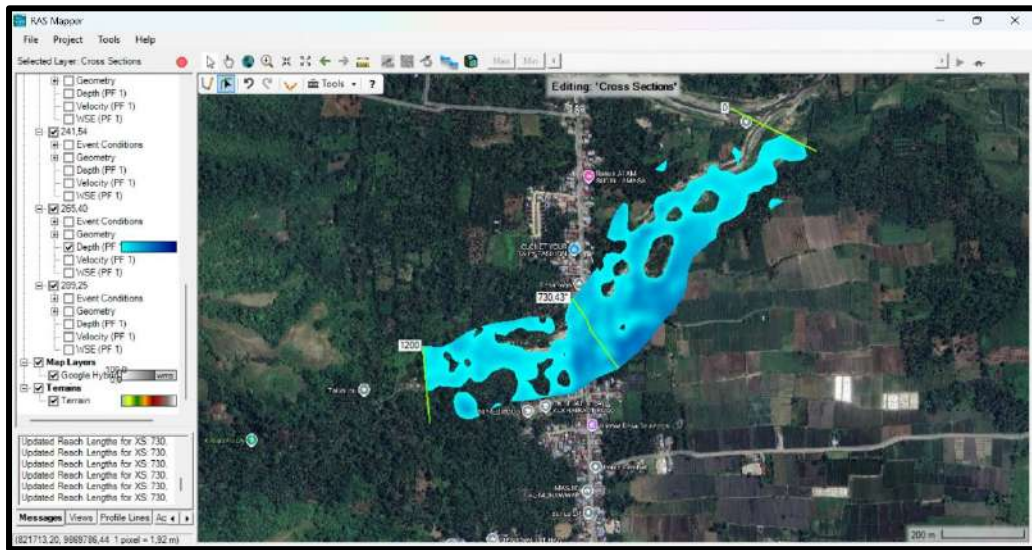 RAS Mapper
File Project Tools Help
Selected Layer: Cross Sections
Max Min
Tools ?
Editing: 'Cross Sections'
Geometry
Depth (PF 1)
Velocity (PF 1)
WSE (PF 1)
241,54
Event Conditions
Geometry
Depth (PF 1)
Velocity (PF 1)
WSE (PF 1)
265,40
Event Conditions
Geometry
Depth (PF 1
Velocity (PF 1)
WSE (PF 1)
289,25
Event Conditions
Geometry
Depth (PF 1)
Velocity (PF 1)
WSE (PF 1)
Map Layers
Google Hybrid
Terrains
Terrain
0
730,43*
1200
Updated Reach Lengths for XS: 730,
Updated Reach Lengths for XS: 730,
Updated Reach Lengths for XS: 730,
Updated Reach Lengths for XS: 730,
Updated Reach Lengths for XS: 730,
Updated Reach Lengths for XS: 730,
Messages Views Profile Lines Ac
(821713,20, 9869786,44 1 pixel = 1,92 m)
200 m